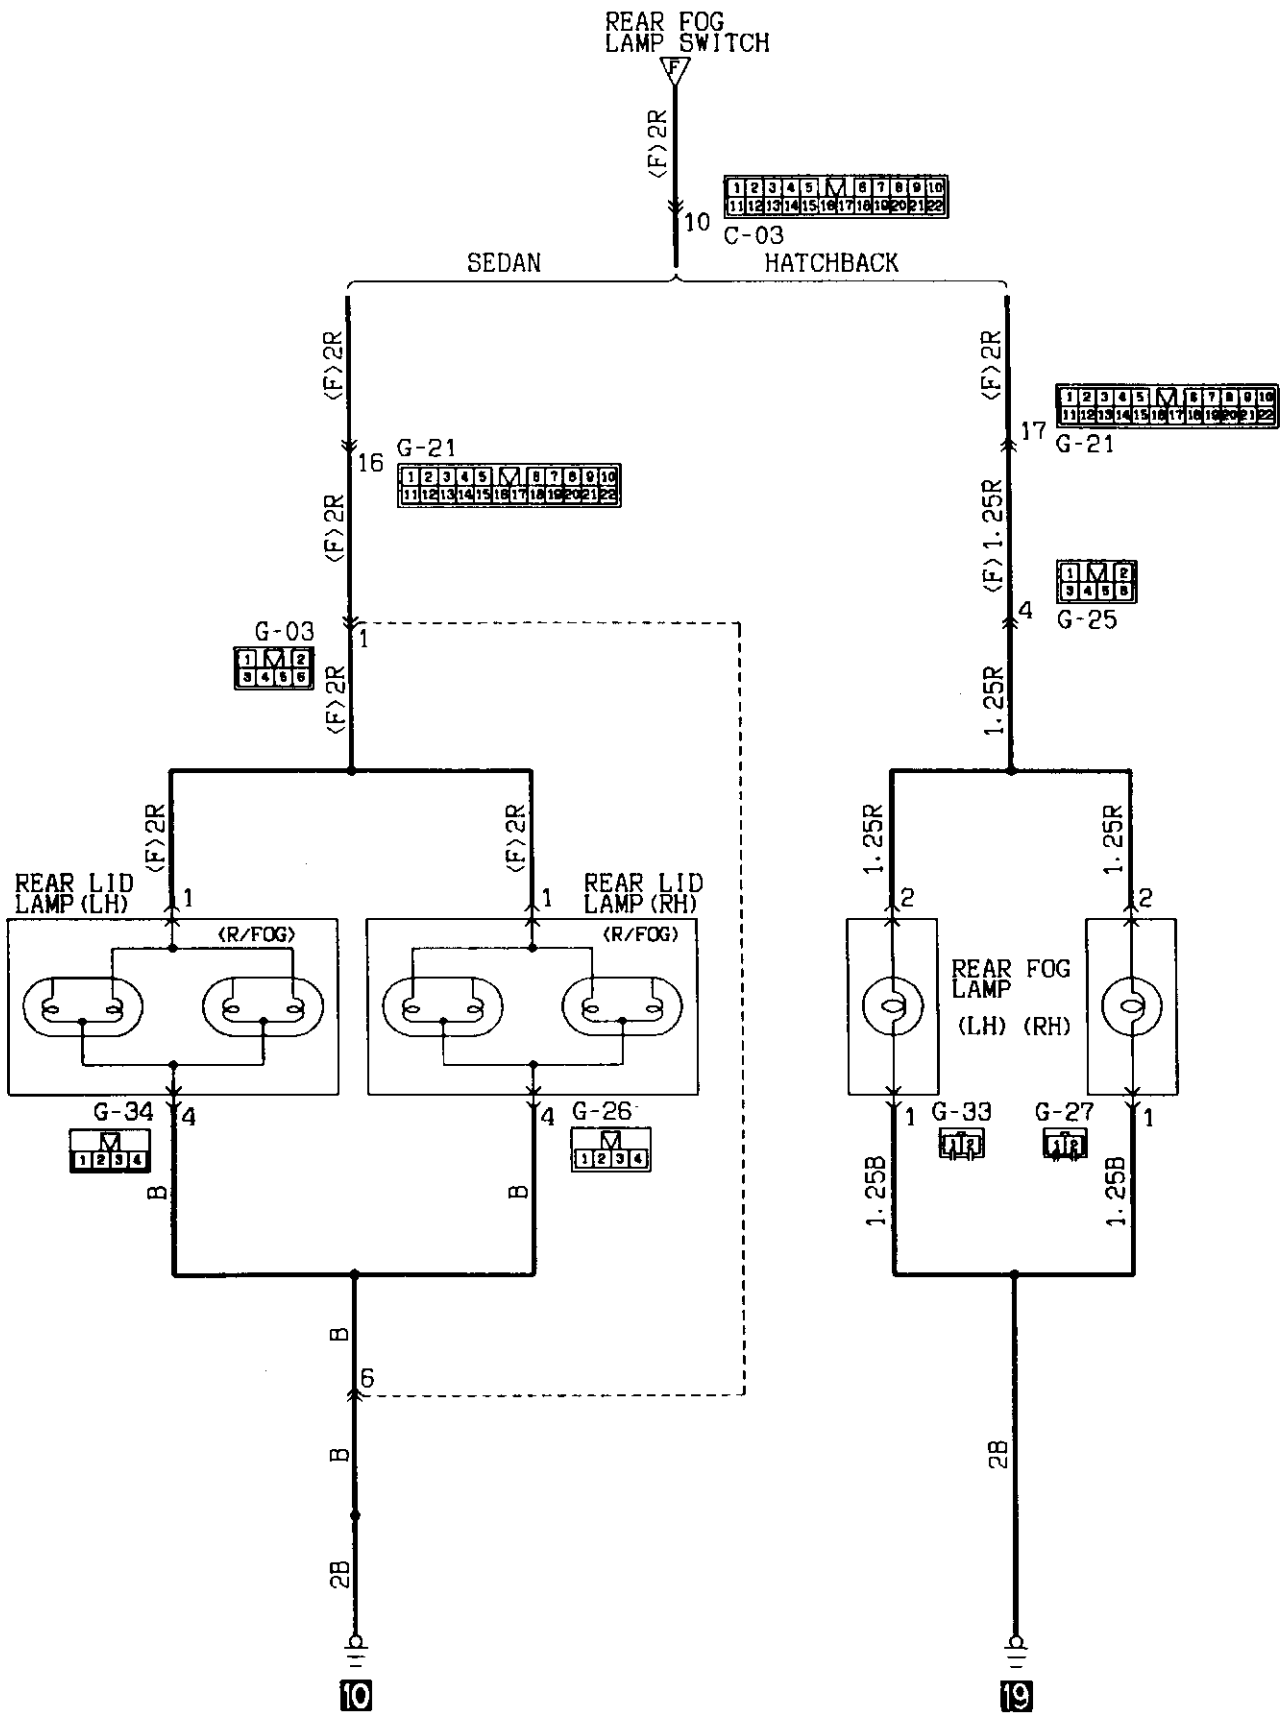 REAR FOG
LAMP SWITCH
F
⟨F⟩2R
1 2 3 4 5 6 7 8 9 10
11 12 13 14 15 16 17 18 19 20 21 22
10
C-03
SEDAN
HATCHBACK
⟨F⟩2R
⟨F⟩2R
1 2 3 4 5 6 7 8 9 10
11 12 13 14 15 16 17 18 19 20 21 22
17
G-21
16
G-21
1 2 3 4 5 6 7 8 9 10
11 12 13 14 15 16 17 18 19 20 21 22
⟨F⟩2R
⟨F⟩1.25R
1 2
3 4 5 6
4
G-25
G-03
1
1 2
3 4 5 6
⟨F⟩2R
1.25R
⟨F⟩2R
⟨F⟩2R
1.25R
1.25R
REAR LID
LAMP (LH)
1
1
REAR LID
LAMP (RH)
2
2
⟨R/FOG⟩
⟨R/FOG⟩
REAR FOG
LAMP
(LH) (RH)
G-34
4
4
G-26
1
G-33
G-27
1
1 2 3 4
1 2 3 4
1 2
1 2
B
B
1.25B
1.25B
B
6
B
2B
2B
10
19